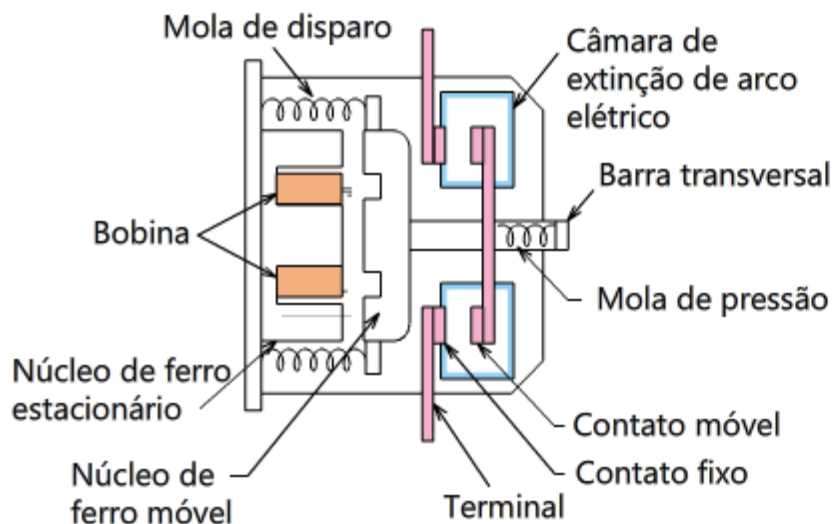 Mola de disparo
Câmara de
extinção de arco
elétrico
Barra transversal
Bobina
Mola de pressão
Núcleo de ferro
estacionário
Contato móvel
Núcleo de
ferro móvel
Contato fixo
Terminal